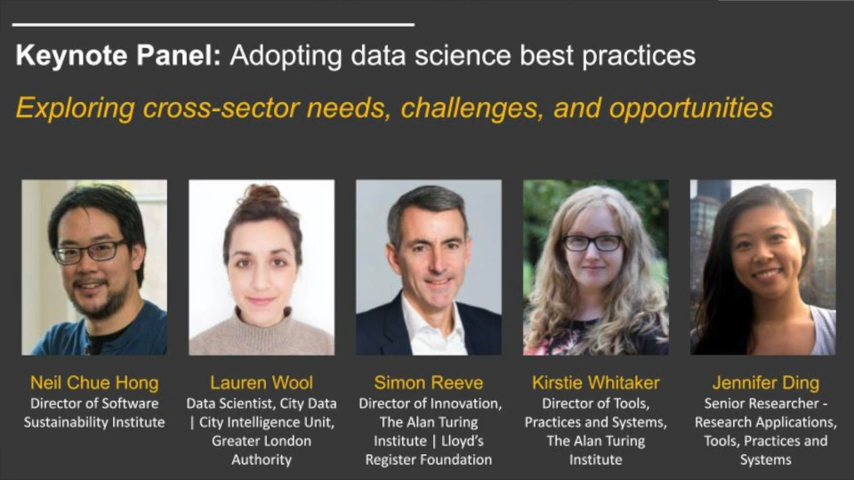 Keynote Panel: Adopting data science best practices
Exploring cross-sector needs, challenges, and opportunities
Neil Chue Hong
Director of Software
Sustainability Institute
Lauren Wool
Data Scientist, City Data
| City Intelligence Unit,
Greater London
Authority
Simon Reeve
Director of Innovation,
The Alan Turing
Institute | Lloyd's
Register Foundation
Kirstie Whitaker
Director of Tools,
Practices and Systems,
The Alan Turing
Institute
Jennifer Ding
Senior Researcher -
Research Applications,
Tools, Practices and
Systems